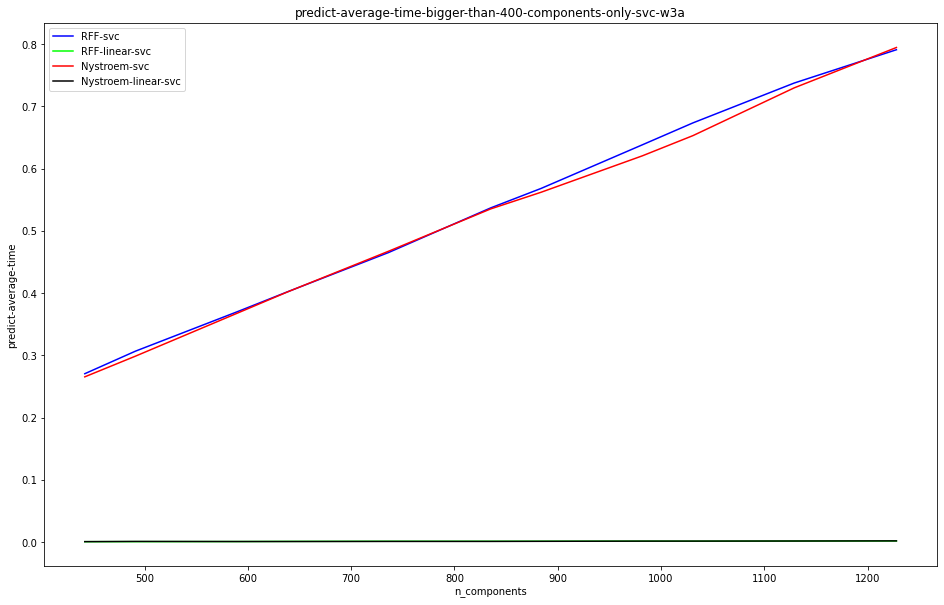 predict-average-time-bigger-than-400-components-only-svc-w3a
RFF-svc
RFF-linear-svc
Nystroem-svc
Nystroem-linear-svc
predict-average-time
0.8
0.7
0.6
0.5
0.4
0.3
0.2
0.1
0.0
500 600 700 800 900 1000 1100 1200
n_components